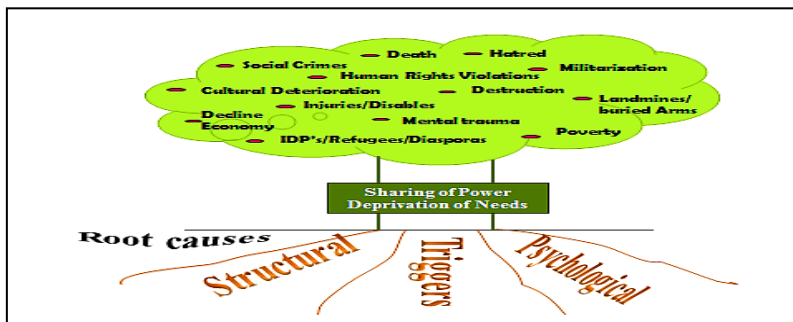 Death
Hatred
Social Crimes
Militarization
Human Rights Violations
Cultural Deterioration
Destruction
Landmines/
buried Arms
Injuries/Disables
Decline
Economy
Mental trauma
Poverty
IDP's/Refugees/Diasporas
Sharing of Power
Deprivation of Needs
Root causes
Structural
Triggers
Psychological